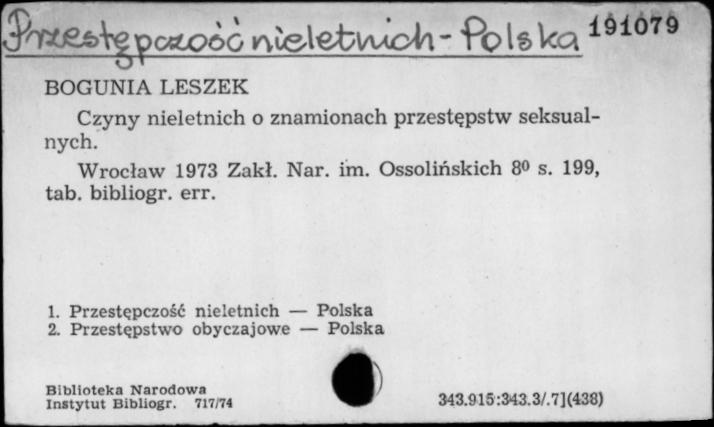 Przestępczość nieletnich - Polska 191079
BOGUNIA LESZEK
Czyny nieletnich o znamionach przestępstw seksual-
nych.
Wrocław 1973 Zakł. Nar. im. Ossolińskich 8⁰ s. 199,
tab. bibliogr. err.
1. Przestępczość nieletnich — Polska
2. Przestępstwo obyczajowe — Polska
Biblioteka Narodowa
Instytut Bibliogr. 717/74
343.915:343.3/.7](438)